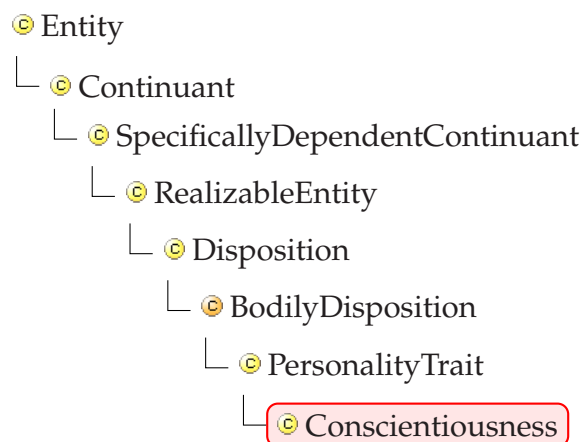 © Entity
© Continuant
© SpecificallyDependentContinuant
© RealizableEntity
© Disposition
© BodilyDisposition
© PersonalityTrait
© Conscientiousness